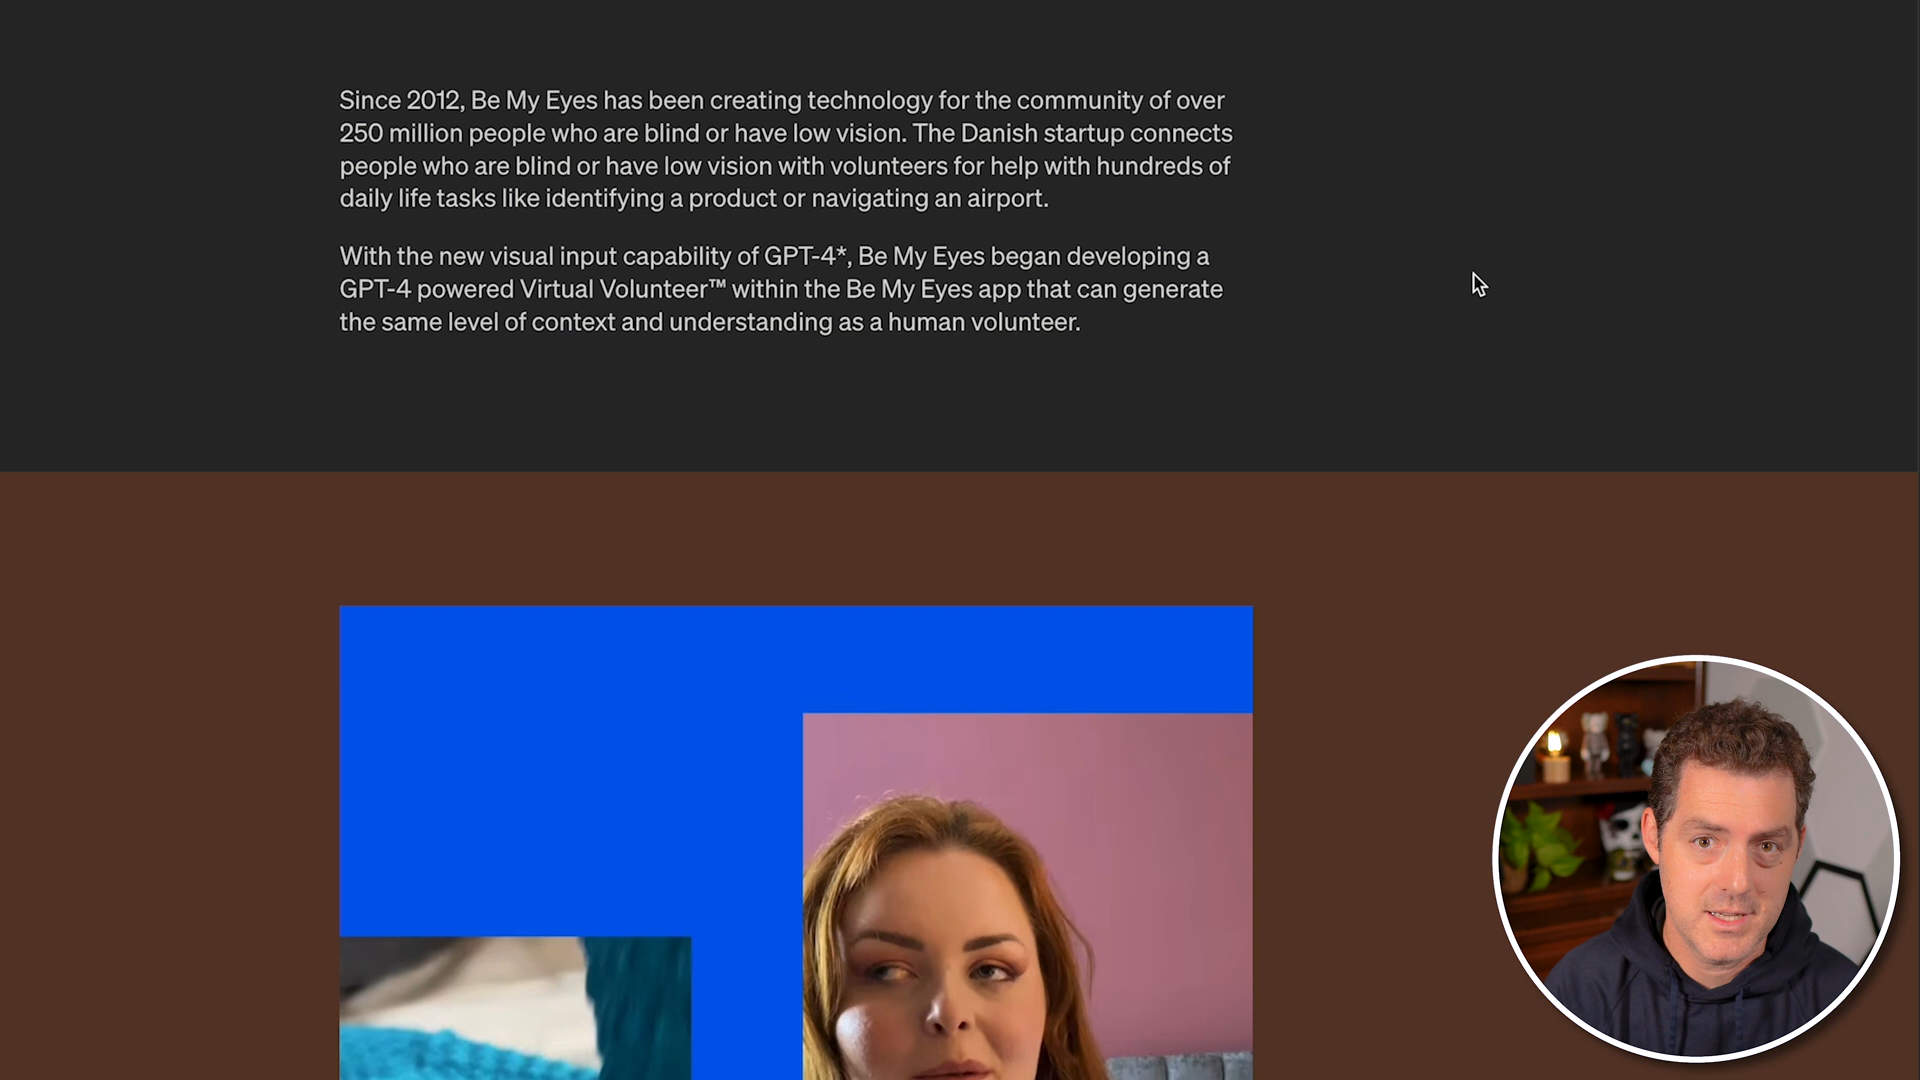 Since 2012, Be My Eyes has been creating technology for the community of over
250 million people who are blind or have low vision. The Danish startup connects
people who are blind or have low vision with volunteers for help with hundreds of
daily life tasks like identifying a product or navigating an airport.
With the new visual input capability of GPT-4*, Be My Eyes began developing a
GPT-4 powered Virtual Volunteer™ within the Be My Eyes app that can generate
the same level of context and understanding as a human volunteer.